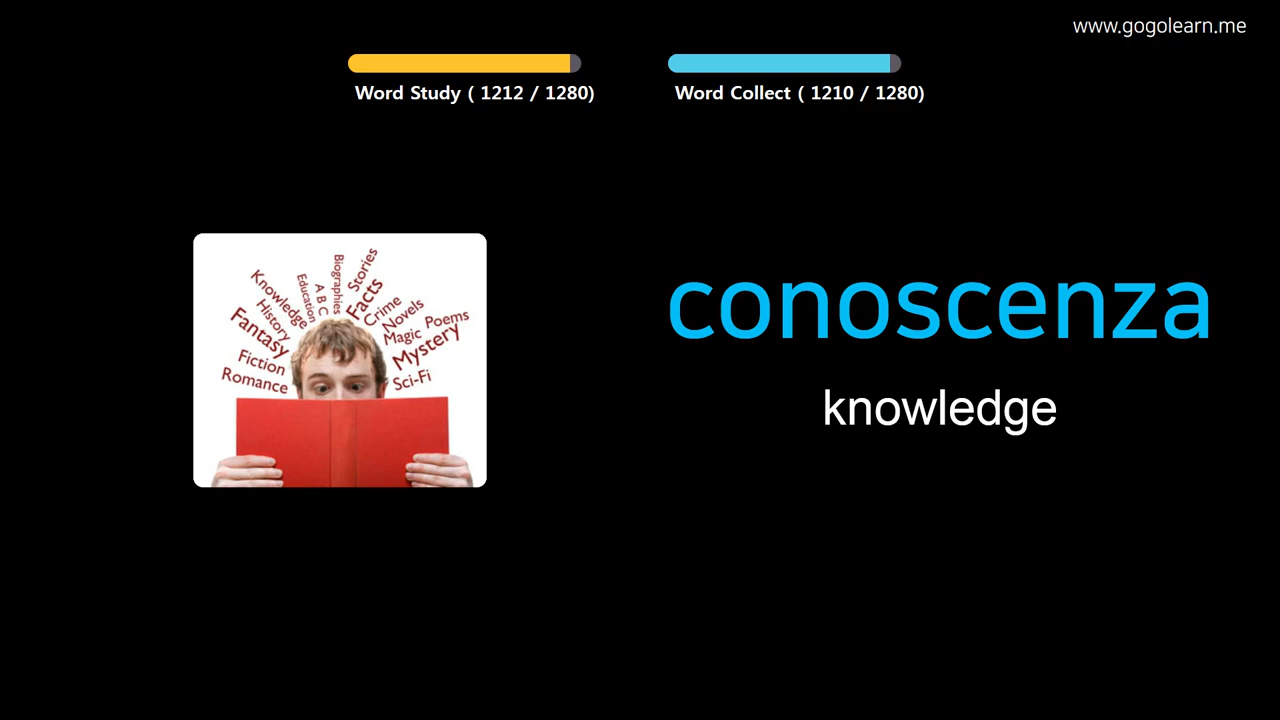 www.gogolearn.me
Word Study ( 1212 / 1280)
Word Collect ( 1210 / 1280)
Knowledge
History
Fantasy
Fiction
Romance
Education
A B C
Biographies
Stories
Facts
Crime
Novels
Magic
Poems
Mystery
Sci-Fi
conoscenza
knowledge